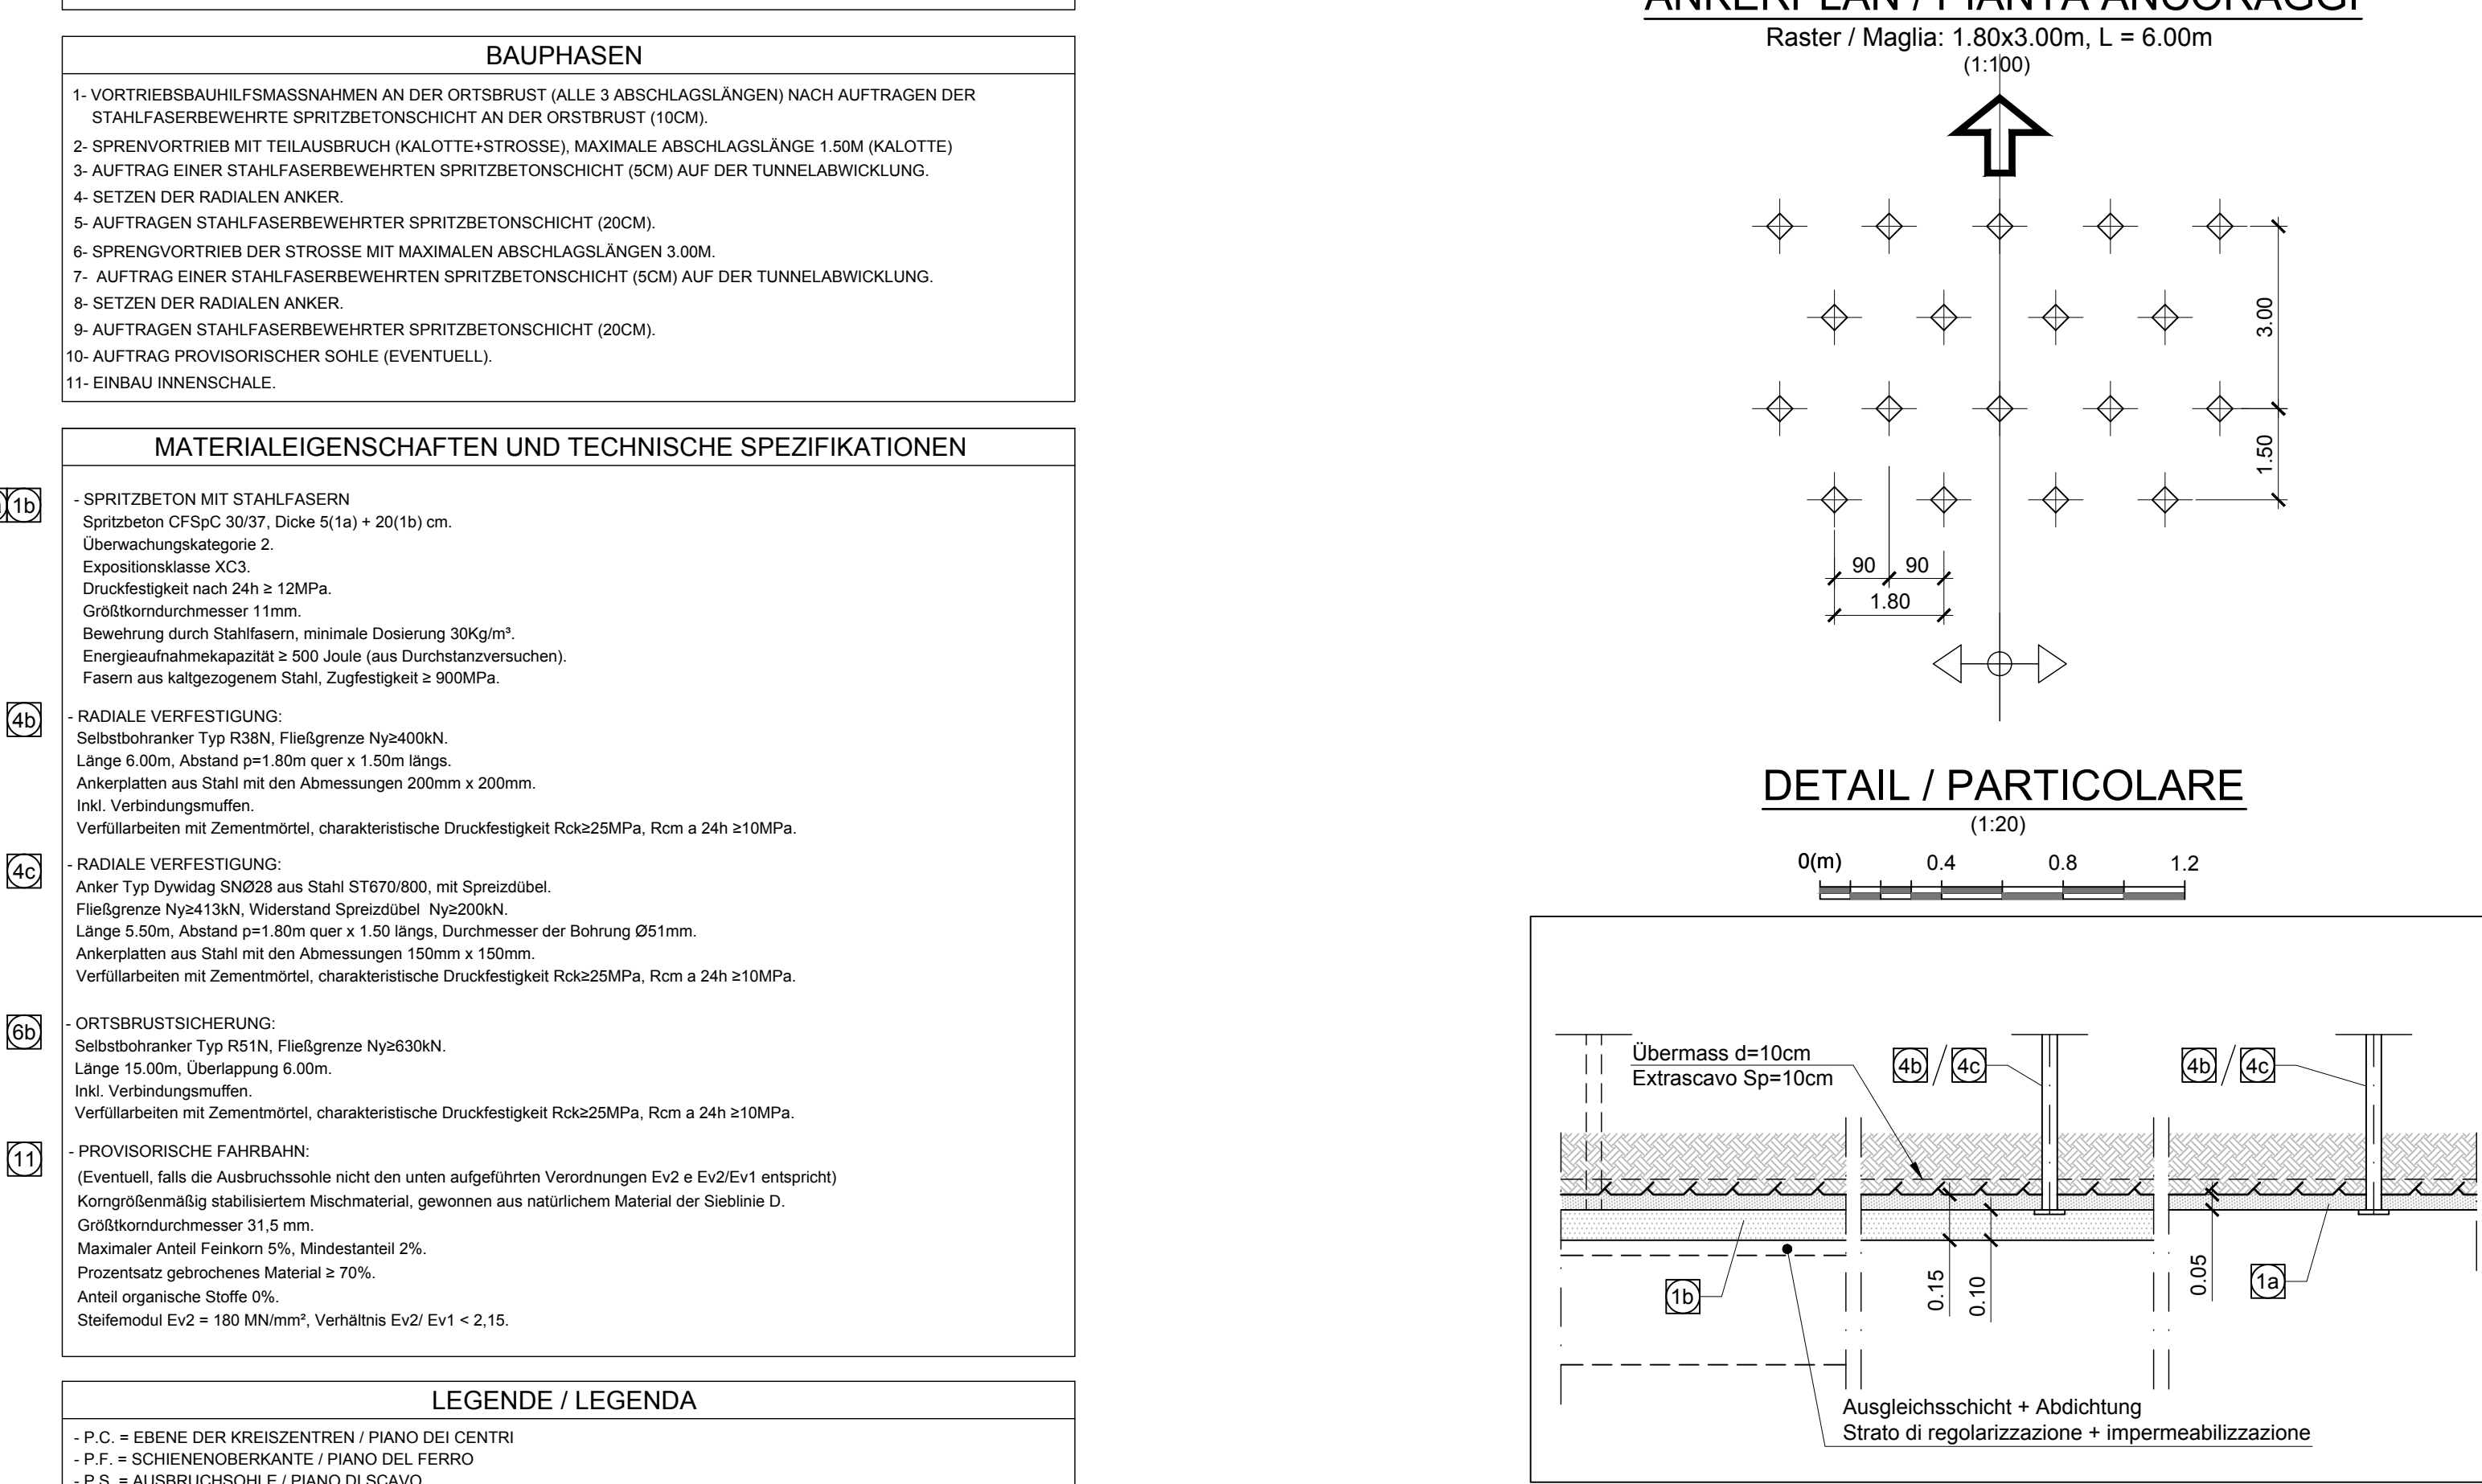 BAUPHASEN
1- VORTRIEBSBAUHILFSMASSNAHMEN AN DER ORTSBRUST (ALLE 3 ABSCHLAGSLÄNGEN) NACH AUFTRAGEN DER
STAHLFASERBEWEHRTE SPRITZBETONSCHICHT AN DER ORSTBRUST (10CM).
2- SPRENVORTRIEB MIT TEILAUSBRUCH (KALOTTE+STROSSE), MAXIMALE ABSCHLAGSLÄNGE 1.50M (KALOTTE)
3- AUFTRAG EINER STAHLFASERBEWEHRTEN SPRITZBETONSCHICHT (5CM) AUF DER TUNNELABWICKLUNG.
4- SETZEN DER RADIALEN ANKER.
5- AUFTRAGEN STAHLFASERBEWEHRTER SPRITZBETONSCHICHT (20CM).
6- SPRENGVORTRIEB DER STROSSE MIT MAXIMALEN ABSCHLAGSLÄNGEN 3.00M.
7- AUFTRAG EINER STAHLFASERBEWEHRTEN SPRITZBETONSCHICHT (5CM) AUF DER TUNNELABWICKLUNG.
8- SETZEN DER RADIALEN ANKER.
9- AUFTRAGEN STAHLFASERBEWEHRTER SPRITZBETONSCHICHT (20CM).
10- AUFTRAG PROVISORISCHER SOHLE (EVENTUELL).
11- EINBAU INNENSCHALE.
MATERIALEIGENSCHAFTEN UND TECHNISCHE SPEZIFIKATIONEN
1b
- SPRITZBETON MIT STAHLFASERN
Spritzbeton CFSpC 30/37, Dicke 5(1a) + 20(1b) cm.
Überwachungskategorie 2.
Expositionsklasse XC3.
Druckfestigkeit nach 24h ≥ 12MPa.
Größtkorndurchmesser 11mm.
Bewehrung durch Stahlfasern, minimale Dosierung 30Kg/m³.
Energieaufnahmekapazität ≥ 500 Joule (aus Durchstanzversuchen).
Fasern aus kaltgezogenem Stahl, Zugfestigkeit ≥ 900MPa.
4b
- RADIALE VERFESTIGUNG:
Selbstbohranker Typ R38N, Fließgrenze Ny≥400kN.
Länge 6.00m, Abstand p=1.80m quer x 1.50m längs.
Ankerplatten aus Stahl mit den Abmessungen 200mm x 200mm.
Inkl. Verbindungsmuffen.
Verfüllarbeiten mit Zementmörtel, charakteristische Druckfestigkeit Rck≥25MPa, Rcm a 24h ≥10MPa.
4c
- RADIALE VERFESTIGUNG:
Anker Typ Dywidag SNØ28 aus Stahl ST670/800, mit Spreizdübel.
Fließgrenze Ny≥413kN, Widerstand Spreizdübel Ny≥200kN.
Länge 5.50m, Abstand p=1.80m quer x 1.50 längs, Durchmesser der Bohrung Ø51mm.
Ankerplatten aus Stahl mit den Abmessungen 150mm x 150mm.
Verfüllarbeiten mit Zementmörtel, charakteristische Druckfestigkeit Rck≥25MPa, Rcm a 24h ≥10MPa.
6b
- ORTSBRUSTSICHERUNG:
Selbstbohranker Typ R51N, Fließgrenze Ny≥630kN.
Länge 15.00m, Überlappung 6.00m.
Inkl. Verbindungsmuffen.
Verfüllarbeiten mit Zementmörtel, charakteristische Druckfestigkeit Rck≥25MPa, Rcm a 24h ≥10MPa.
11
- PROVISORISCHE FAHRBAHN:
(Eventuell, falls die Ausbruchssohle nicht den unten aufgeführten Verordnungen Ev2 e Ev2/Ev1 entspricht)
Korngrößenmäßig stabilisiertem Mischmaterial, gewonnen aus natürlichem Material der Sieblinie D.
Größtkorndurchmesser 31,5 mm.
Maximaler Anteil Feinkorn 5%, Mindestanteil 2%.
Prozentsatz gebrochenes Material ≥ 70%.
Anteil organische Stoffe 0%.
Steifemodul Ev2 = 180 MN/mm², Verhältnis Ev2/ Ev1 < 2,15.
LEGENDE / LEGENDA
- P.C. = EBENE DER KREISZENTREN / PIANO DEI CENTRI
- P.F. = SCHIENENOBERKANTE / PIANO DEL FERRO
- P.S. = AUSBRUCHSOHLE / PIANO DI SCAVO
ANKERPLAN / PIANTA ANCORAGGI
Raster / Maglia: 1.80x3.00m, L = 6.00m
(1:100)
3.00
1.50
90 90
1.80
DETAIL / PARTICOLARE
(1:20)
0(m) 0.4 0.8 1.2
Übermass d=10cm
Extrascavo Sp=10cm
4b / 4c
4b / 4c
1b
0.15
0.10
0.05
1a
Ausgleichsschicht + Abdichtung
Strato di regolarizzazione + impermeabilizzazione